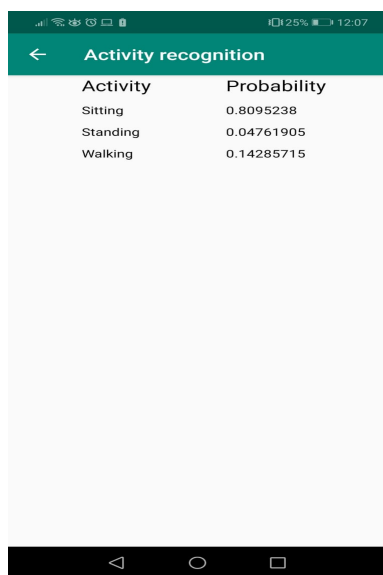 25% 12:07
Activity recognition
Activity Probability
Sitting 0.8095238
Standing 0.04761905
Walking 0.14285715